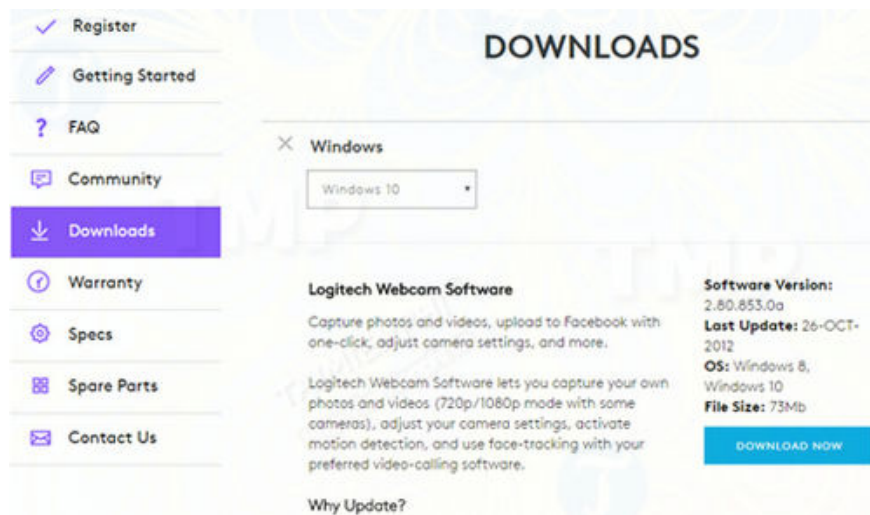 Register
Getting Started
FAQ
Community
Downloads
Warranty
Specs
Spare Parts
Contact Us
DOWNLOADS
Windows
Windows 10
Logitech Webcam Software
Capture photos and videos, upload to Facebook with
one-click, adjust camera settings, and more.
Logitech Webcam Software lets you capture your own
photos and videos (720p/1080p mode with some
cameras), adjust your camera settings, activate
motion detection, and use face-tracking with your
preferred video-calling software.
Why Update?
Software Version:
2.80.853.0a
Last Update: 26-OCT-
2012
OS: Windows 8,
Windows 10
File Size: 73Mb
DOWNLOAD NOW
TMP
TMP